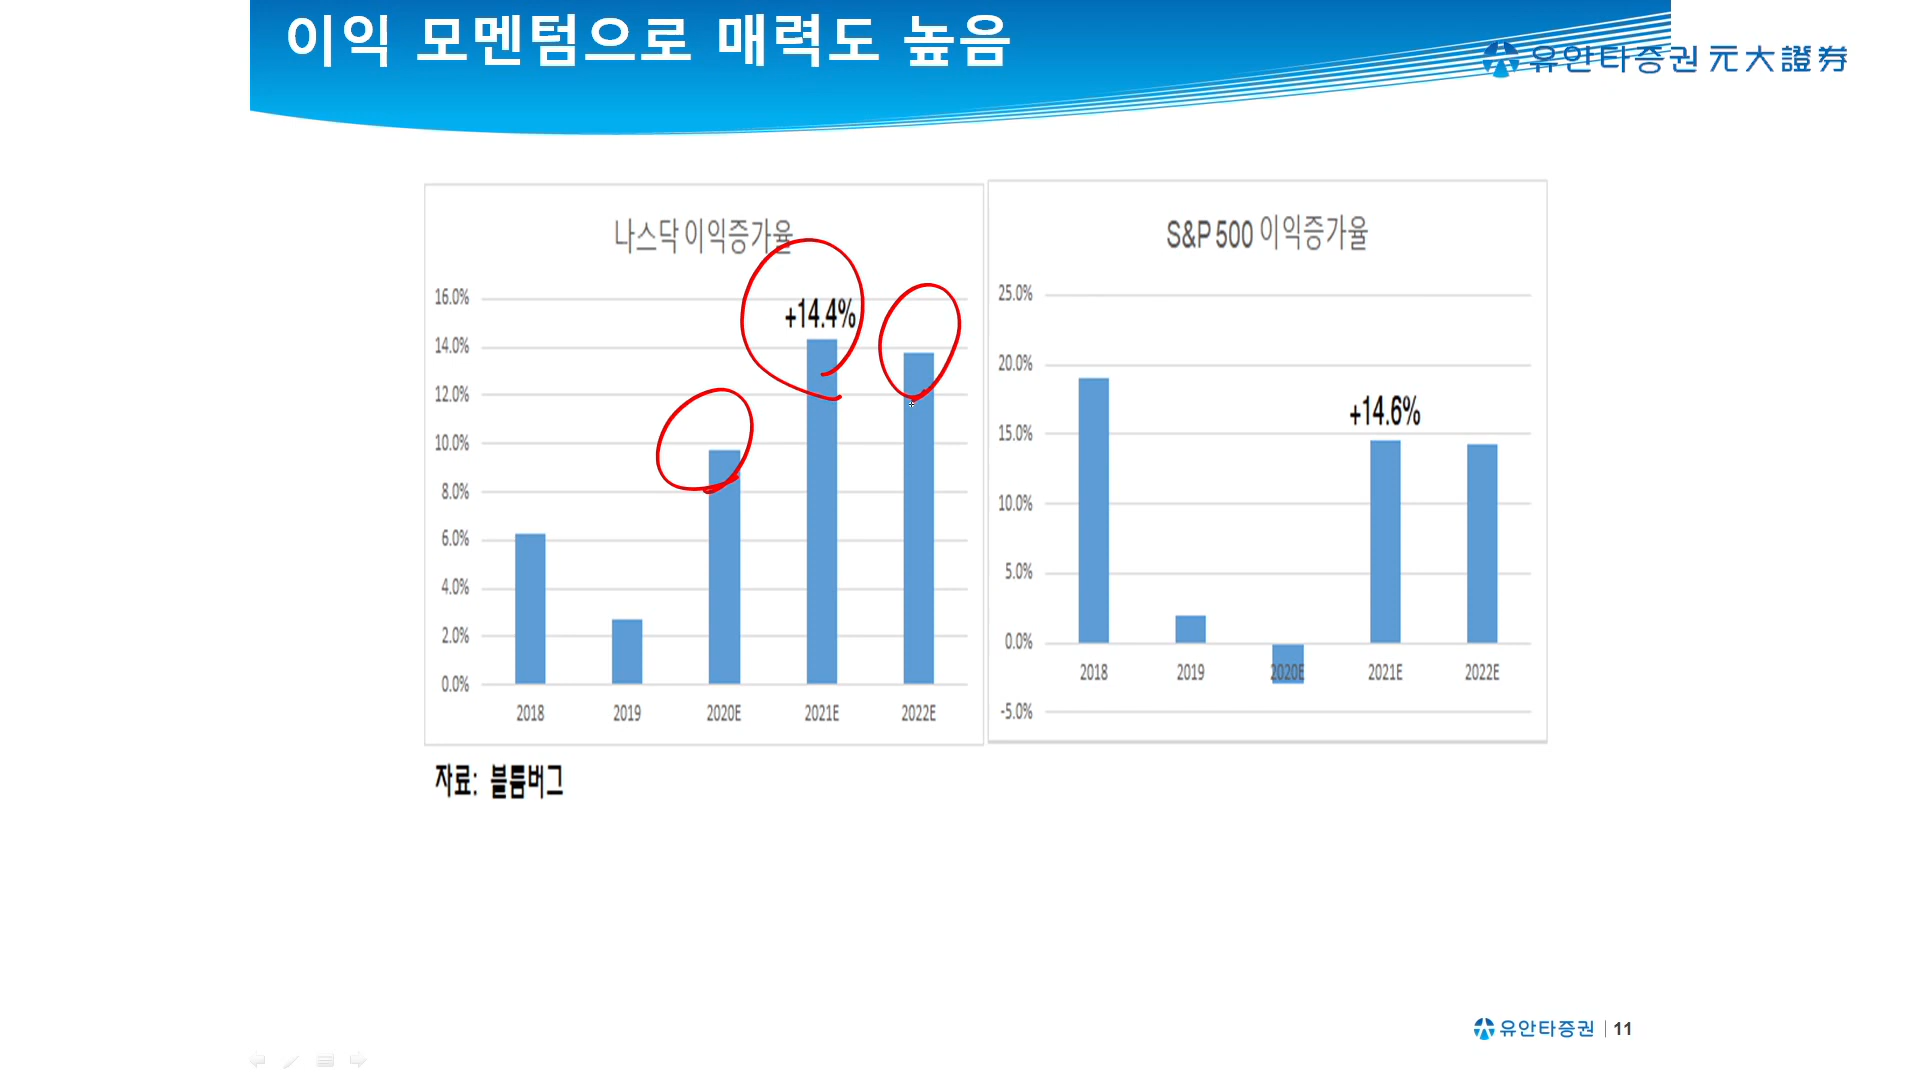 이익 모멘텀으로 매력도 높음
유안타증권 元大證券
나스닥 이익증가율
16.0%
14.0%
12.0%
10.0%
8.0%
6.0%
4.0%
2.0%
0.0%
+14.4%
2018 2019 2020E 2021E 2022E
S&P 500 이익증가율
25.0%
20.0%
15.0%
10.0%
5.0%
0.0%
-5.0%
+14.6%
2018 2019 2020E 2021E 2022E
자료: 블룸버그
유안타증권 | 11